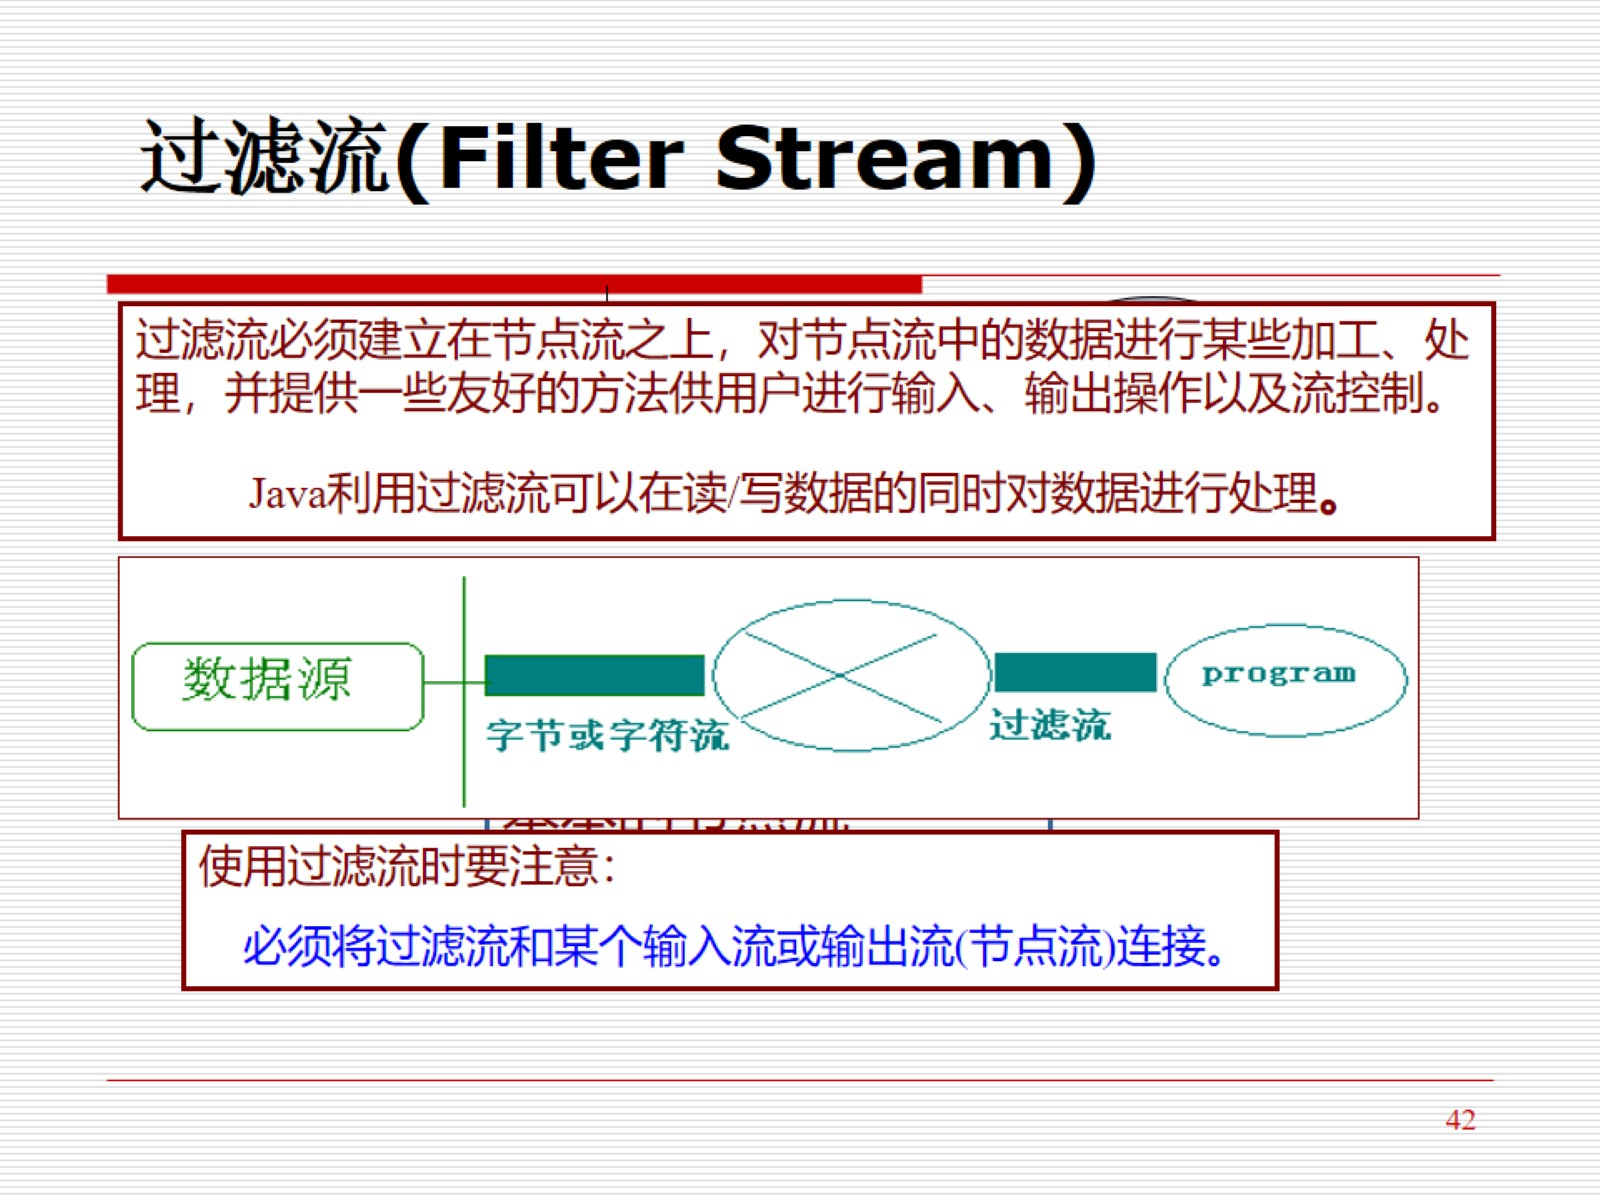 过滤流(Filter Stream)
过滤流必须建立在节点流之上，对节点流中的数据进行某些加工、处
理，并提供一些友好的方法供用户进行输入、输出操作以及流控制。
Java利用过滤流可以在读/写数据的同时对数据进行处理。
数据源
字节或字符流
过滤流
program
使用过滤流时要注意：
必须将过滤流和某个输入流或输出流(节点流)连接。
42